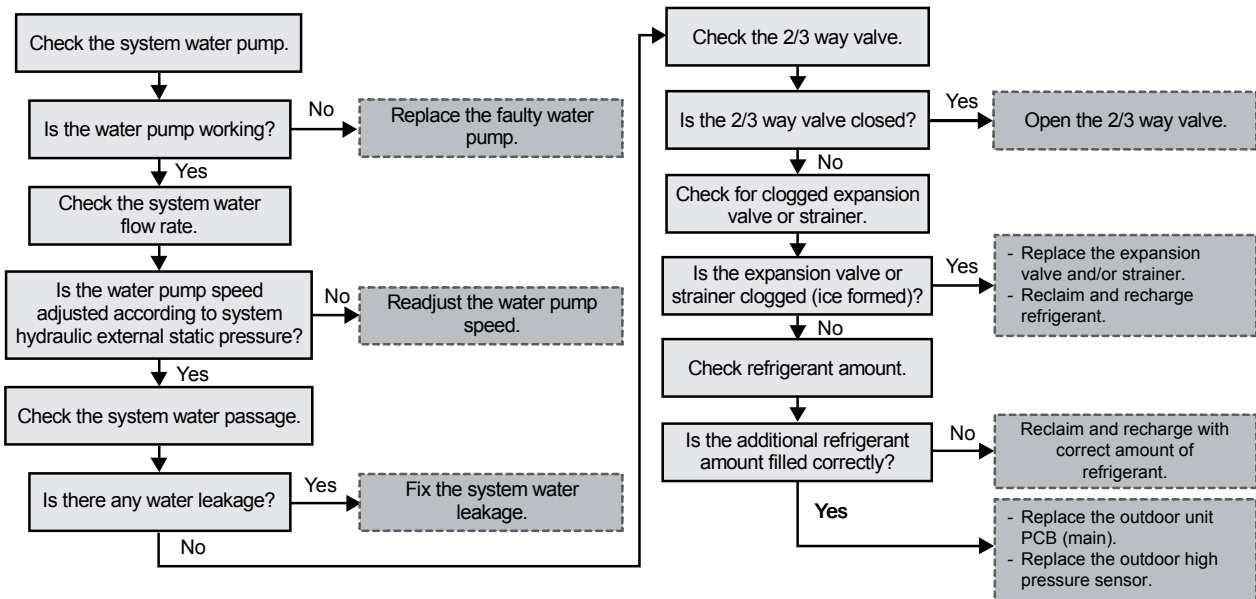 Check the system water pump.
Is the water pump working?
No
Replace the faulty water
pump.
Yes
Check the system water
flow rate.
Is the water pump speed
adjusted according to system
hydraulic external static pressure?
No
Readjust the water pump
speed.
Yes
Check the system water passage.
Is there any water leakage?
Yes
Fix the system water
leakage.
No
Check the 2/3 way valve.
Is the 2/3 way valve closed?
Yes
Open the 2/3 way valve.
No
Check for clogged expansion
valve or strainer.
Is the expansion valve or
strainer clogged (ice formed)?
Yes
- Replace the expansion
valve and/or strainer.
- Reclaim and recharge
refrigerant.
No
Check refrigerant amount.
Is the additional refrigerant
amount filled correctly?
No
Reclaim and recharge with
correct amount of
refrigerant.
Yes
- Replace the outdoor unit
PCB (main).
- Replace the outdoor high
pressure sensor.